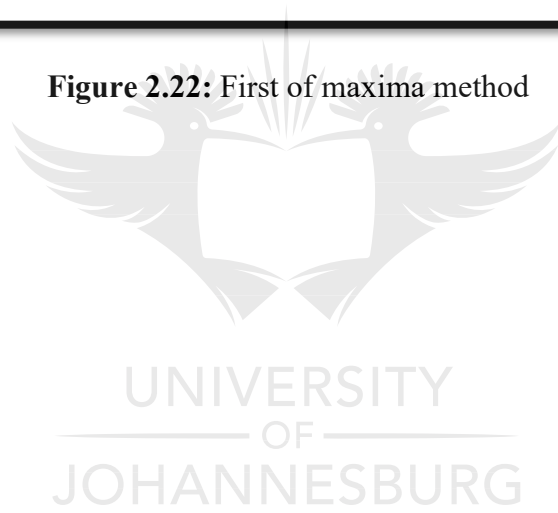 Figure 2.22: First of maxima method
UNIVERSITY
OF
JOHANNESBURG